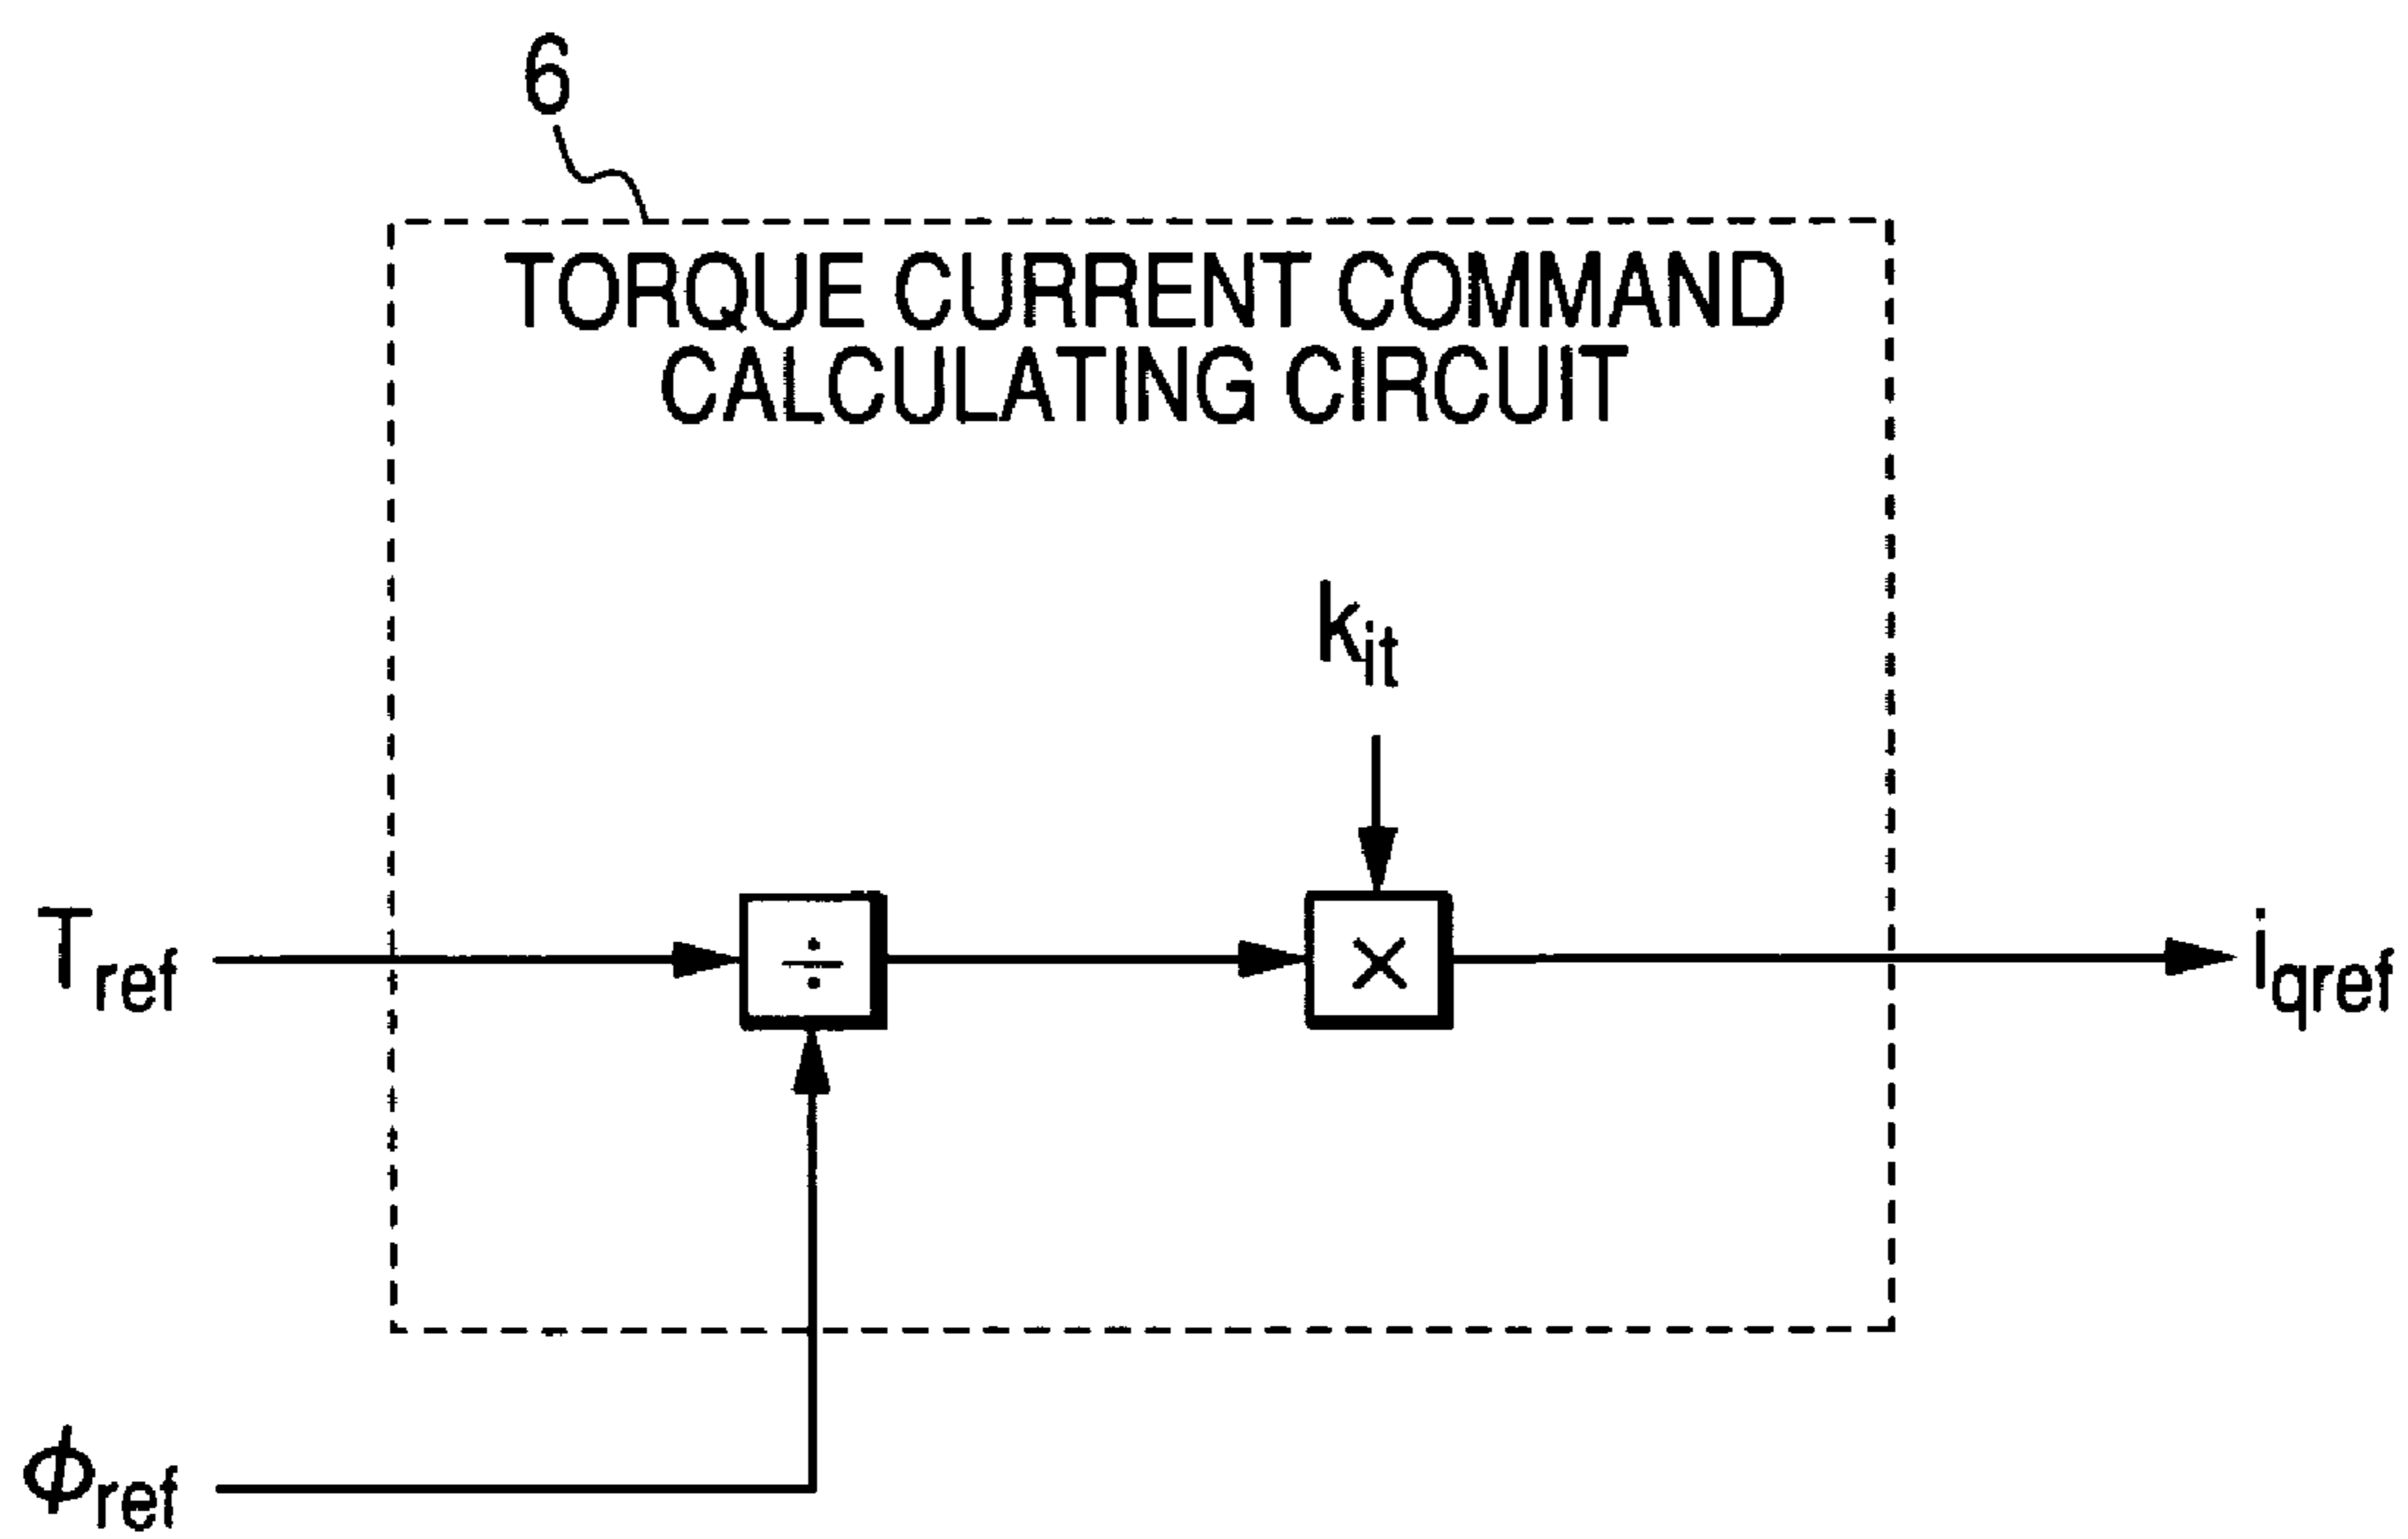 6
TORQUE CURRENT COMMAND
CALCULATING CIRCUIT
kit
Tref
÷
×
iqref
ϕref